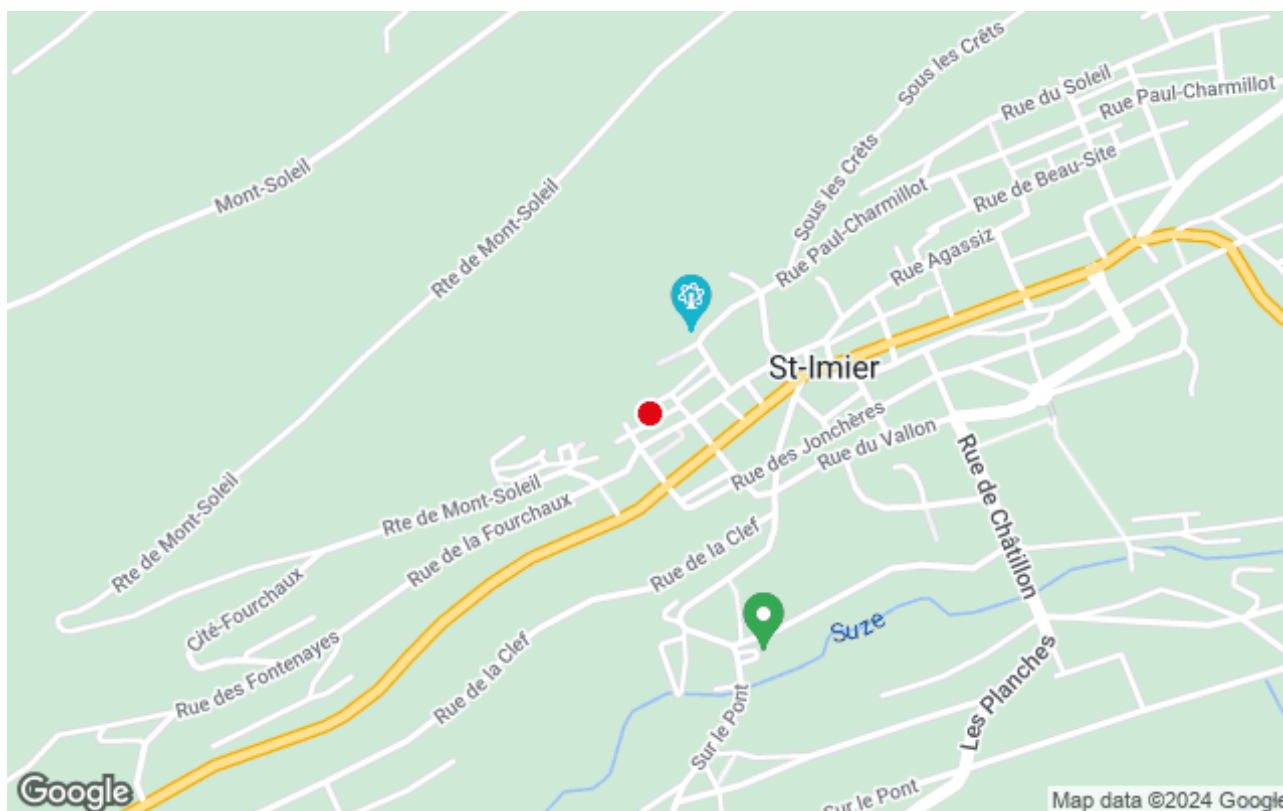 Sous les Crêts
Rue du Soleil
Rue Paul-Charmillot
Mont-Soleil
Rte de Mont-Soleil
Sous les Crêts
Rue Paul-Charmillot
Rue de Beau-Site
Rue Agassiz
St-Imier
Rue des Jonchères
Rue du Vallon
Rue de Châtillon
Rte de Mont-Soleil
Rte de Mont-Soleil
Rue de la Fourchaux
Rue de la Clef
Cité-Fourchaux
Suze
Rue des Fontenayes
Rue de la Clef
Les Planches
Sur le Pont
Sur le Pont
Google
Map data ©2024 Google